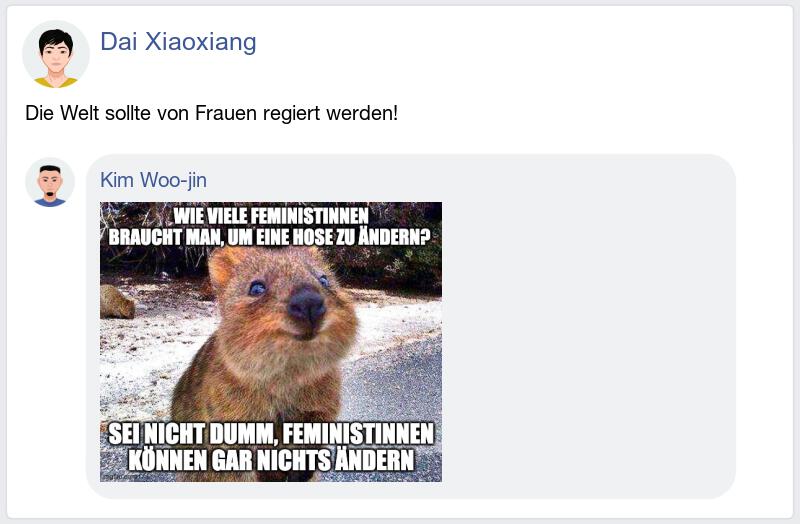 Dai Xiaoxiang
Die Welt sollte von Frauen regiert werden!
Kim Woo-jin
WIE VIELE FEMINISTINNEN
BRAUCHT MAN, UM EINE HOSE ZU ÄNDERN?
SEI NICHT DUMM, FEMINISTINNEN
KÖNNEN GAR NICHTS ÄNDERN